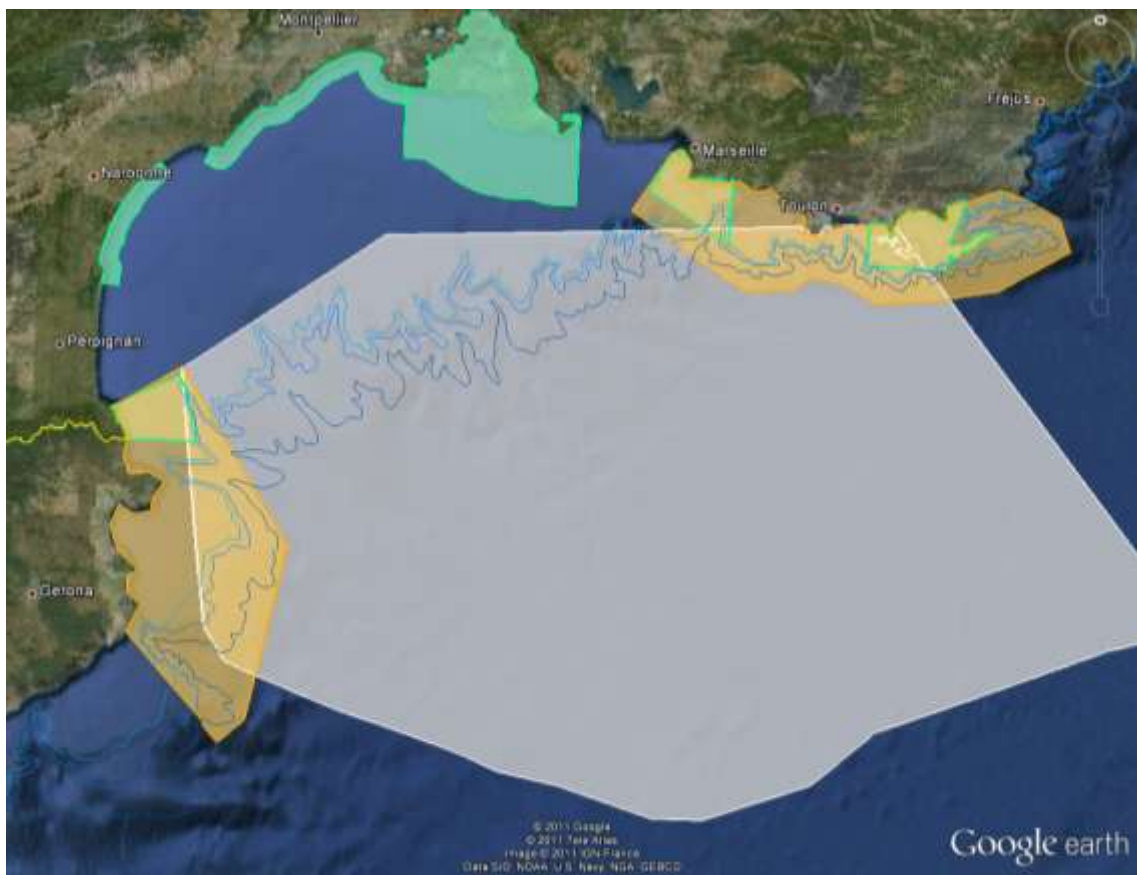 Montpellier
Fréjus
Marseille
Narbonne
Toulon
Perpignan
Gerona
© 2011 Google
© 2011 Tele Atlas
Image © 2011 IGN France
Data SIO, NOAA, U.S. Navy, NGA, GEBCO
Google earth